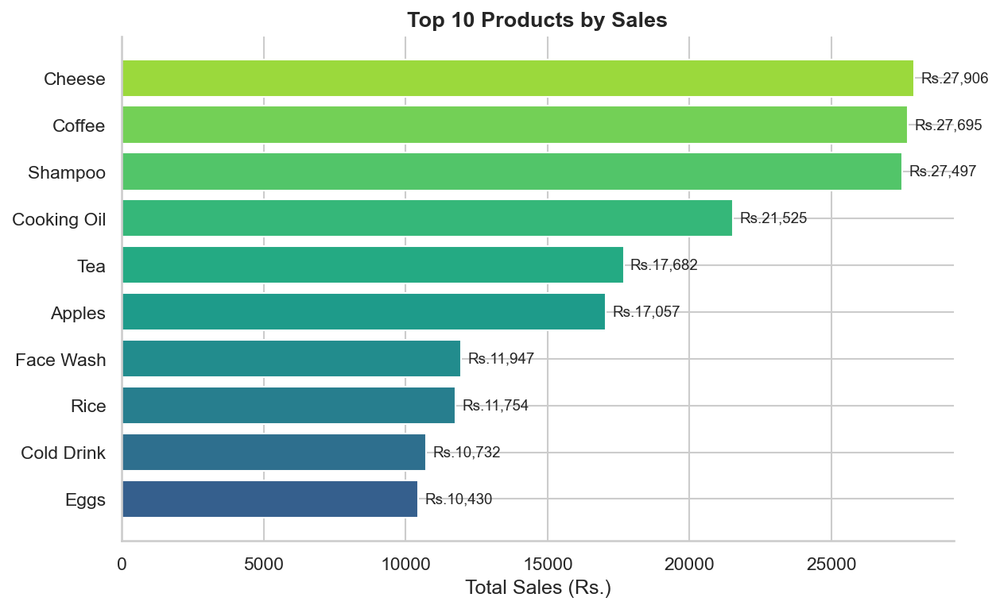 Top 10 Products by Sales
Cheese Rs.27,906
Coffee Rs.27,695
Shampoo Rs.27,497
Cooking Oil Rs.21,525
Tea Rs.17,682
Apples Rs.17,057
Face Wash Rs.11,947
Rice Rs.11,754
Cold Drink Rs.10,732
Eggs Rs.10,430
0 5000 10000 15000 20000 25000
Total Sales (Rs.)